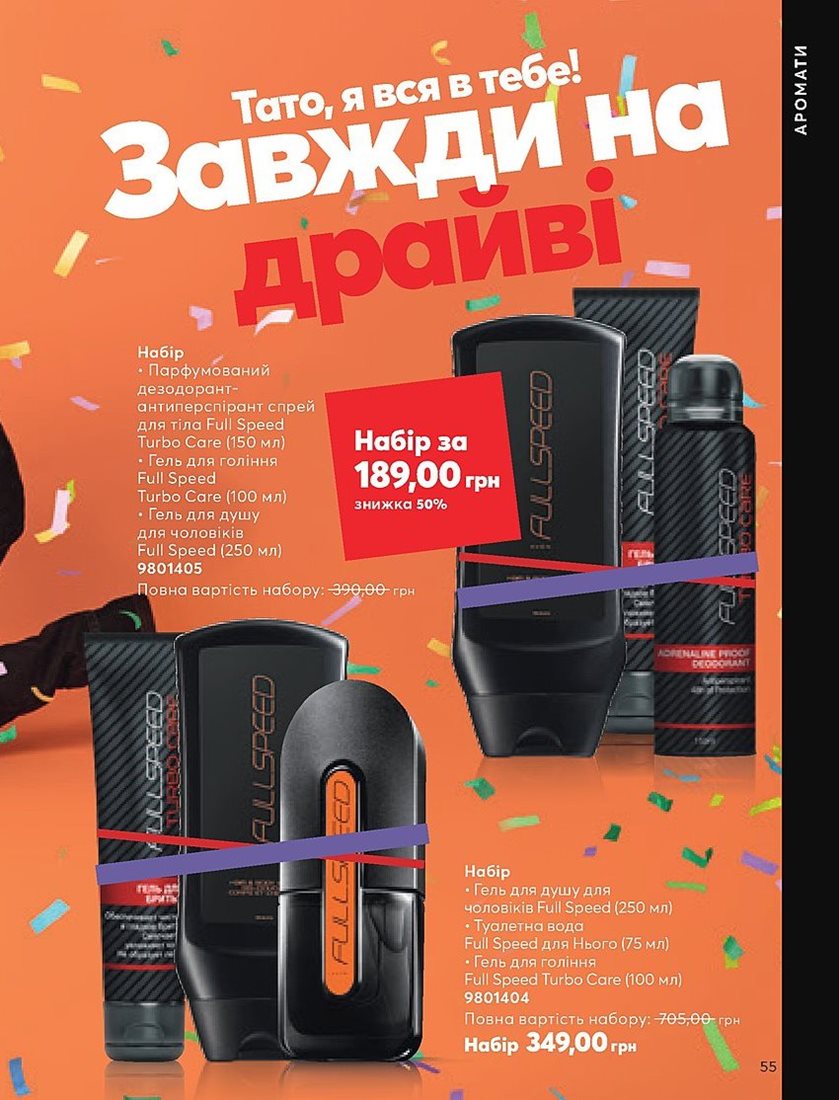 АРОМАТИ
Тато, я вся в тебе!
Завжди на
драйві
Набір
• Парфумований
дезодорант-
антиперспірант спрей
для тіла Full Speed
Turbo Care (150 мл)
• Гель для гоління
Full Speed
Turbo Care (100 мл)
• Гель для душу
для чоловіків
Full Speed (250 мл)
9801405
Повна вартість набору: 390,00 грн
Набір за
189,00 грн
знижка 50%
FULL SPEED
FULL SPEED
FULL SPEED
TURBO CARE
ADRENALINE PROOF
DEODORANT
FULL SPEED
TURBO CARE
FULL SPEED
FULL SPEED
Набір
• Гель для душу для
чоловіків Full Speed (250 мл)
• Туалетна вода
Full Speed для Нього (75 мл)
• Гель для гоління
Full Speed Turbo Care (100 мл)
9801404
Повна вартість набору: 705,00 грн
Набір 349,00 грн
55